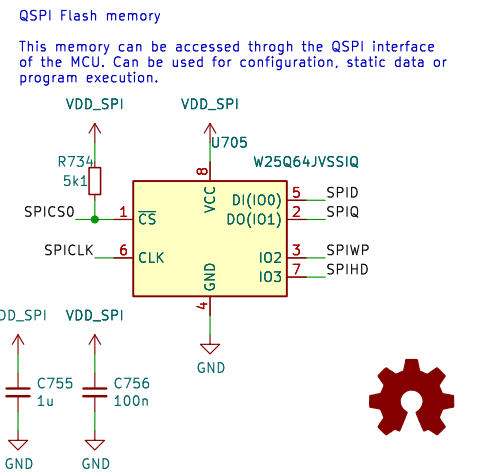 QSPI Flash memory
This memory can be accessed throgh the QSPI interface
of the MCU. Can be used for configuration, static data or
program execution.
VDD_SPI
VDD_SPI
U705
R734
5k1
8
W25Q64JVSSIQ
VCC
SPICS0
1
CS
DI(IO0)
5
SPID
DO(IO1)
2
SPIQ
SPICLK
6
CLK
IO2
3
SPIWP
GND
IO3
7
SPIHD
4
DD_SPI
VDD_SPI
GND
C755
1u
C756
100n
GND
GND